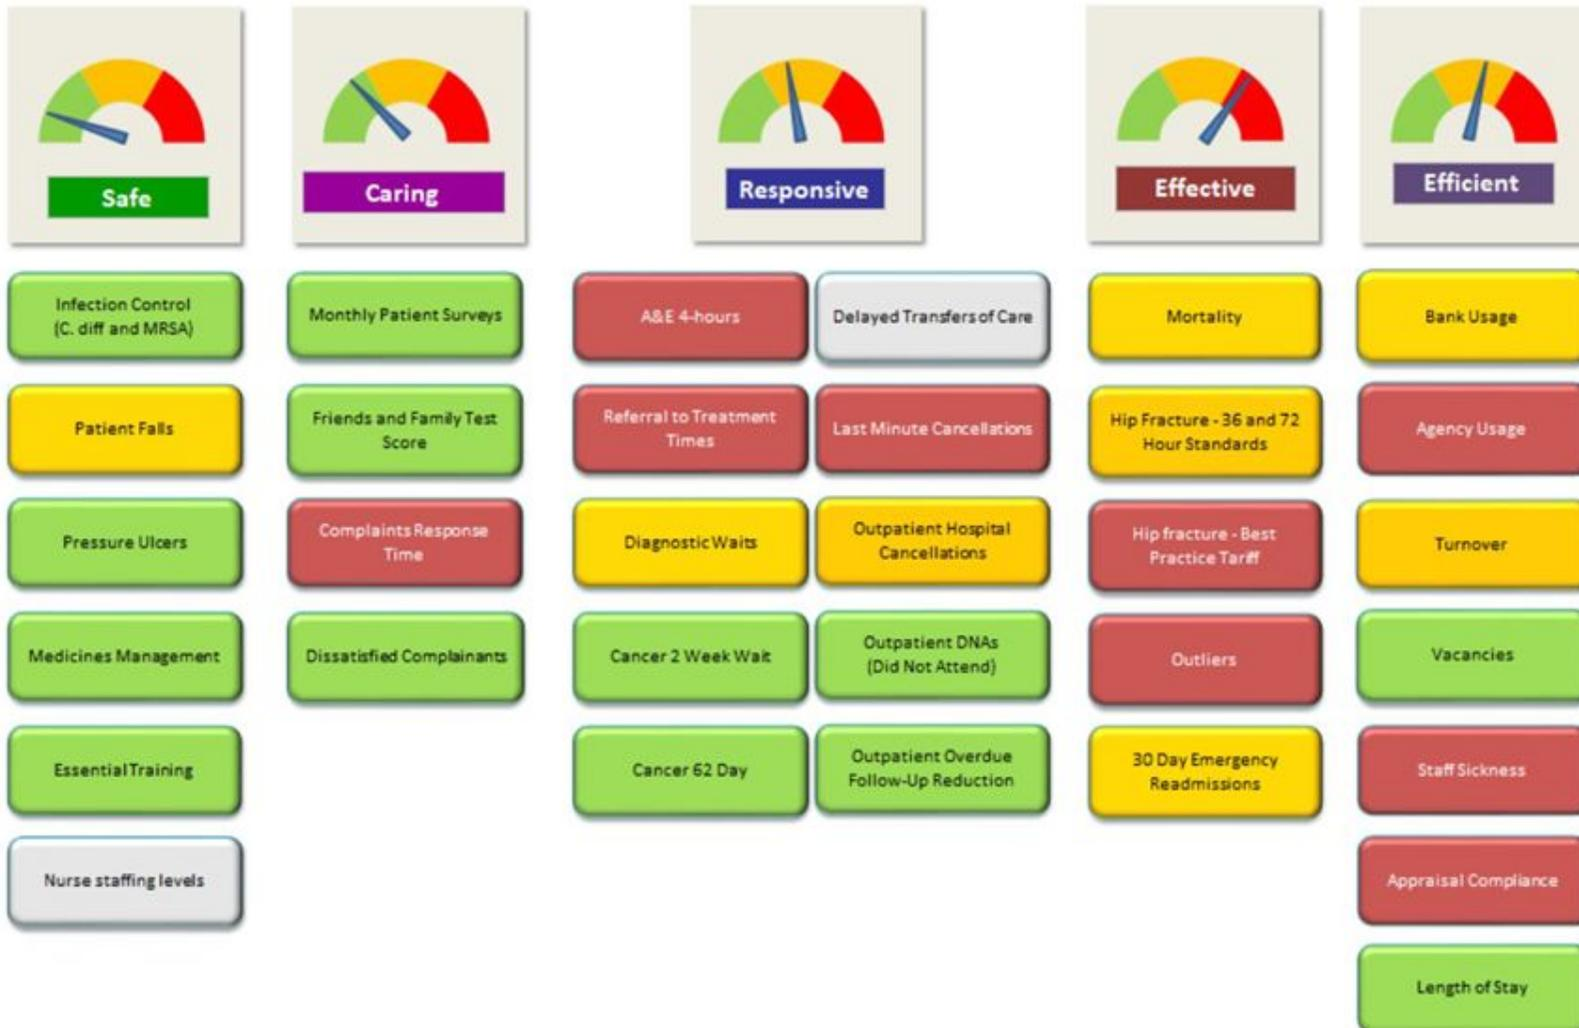 Safe
Caring
Responsive
Effective
Efficient
Infection Control
(C. diff and MRSA)
Patient Falls
Pressure Ulcers
Medicines Management
Essential Training
Nurse staffing levels
Monthly Patient Surveys
Friends and Family Test
Score
Complaints Response
Time
Dissatisfied Complainants
A&E 4-hours
Referral to Treatment
Times
Diagnostic Waits
Cancer 2 Week Wait
Cancer 62 Day
Delayed Transfers of Care
Last Minute Cancellations
Outpatient Hospital
Cancellations
Outpatient DNAs
(Did Not Attend)
Outpatient Overdue
Follow-Up Reduction
Mortality
Hip Fracture - 36 and 72
Hour Standards
Hip fracture - Best
Practice Tariff
Outliers
30 Day Emergency
Readmissions
Bank Usage
Agency Usage
Turnover
Vacancies
Staff Sickness
Appraisal Compliance
Length of Stay